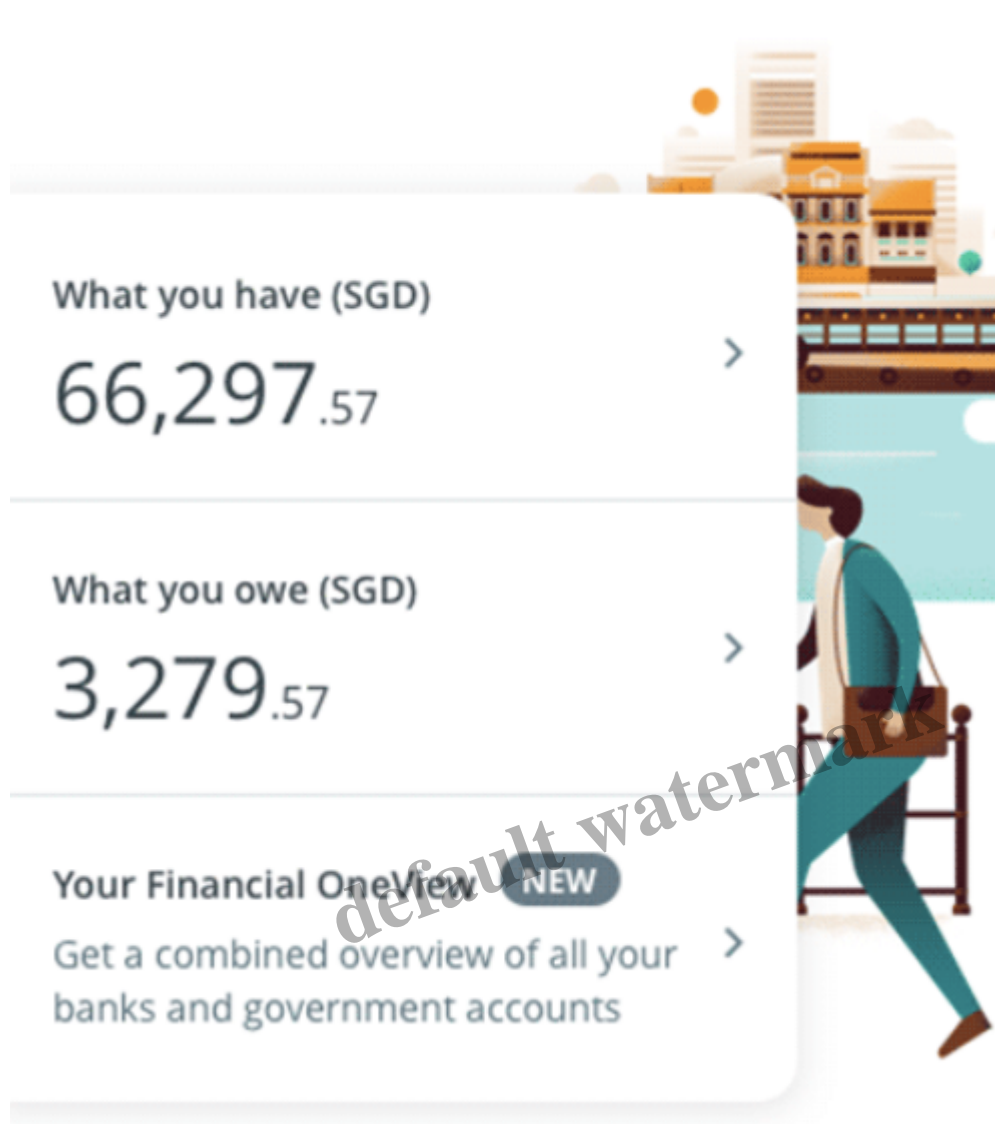 What you have (SGD)
66,297.57
What you owe (SGD)
3,279.57
Your Financial OneView NEW
Get a combined overview of all your
banks and government accounts
default watermark